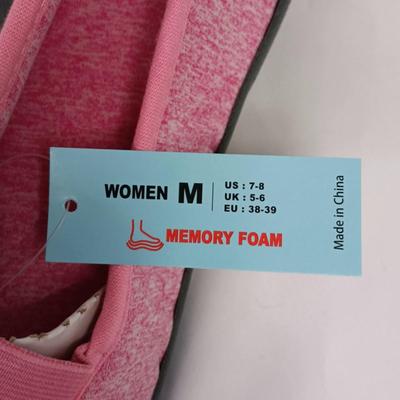 WOMEN M
US : 7-8
UK : 5-6
EU : 38-39
MEMORY FOAM
Made in China